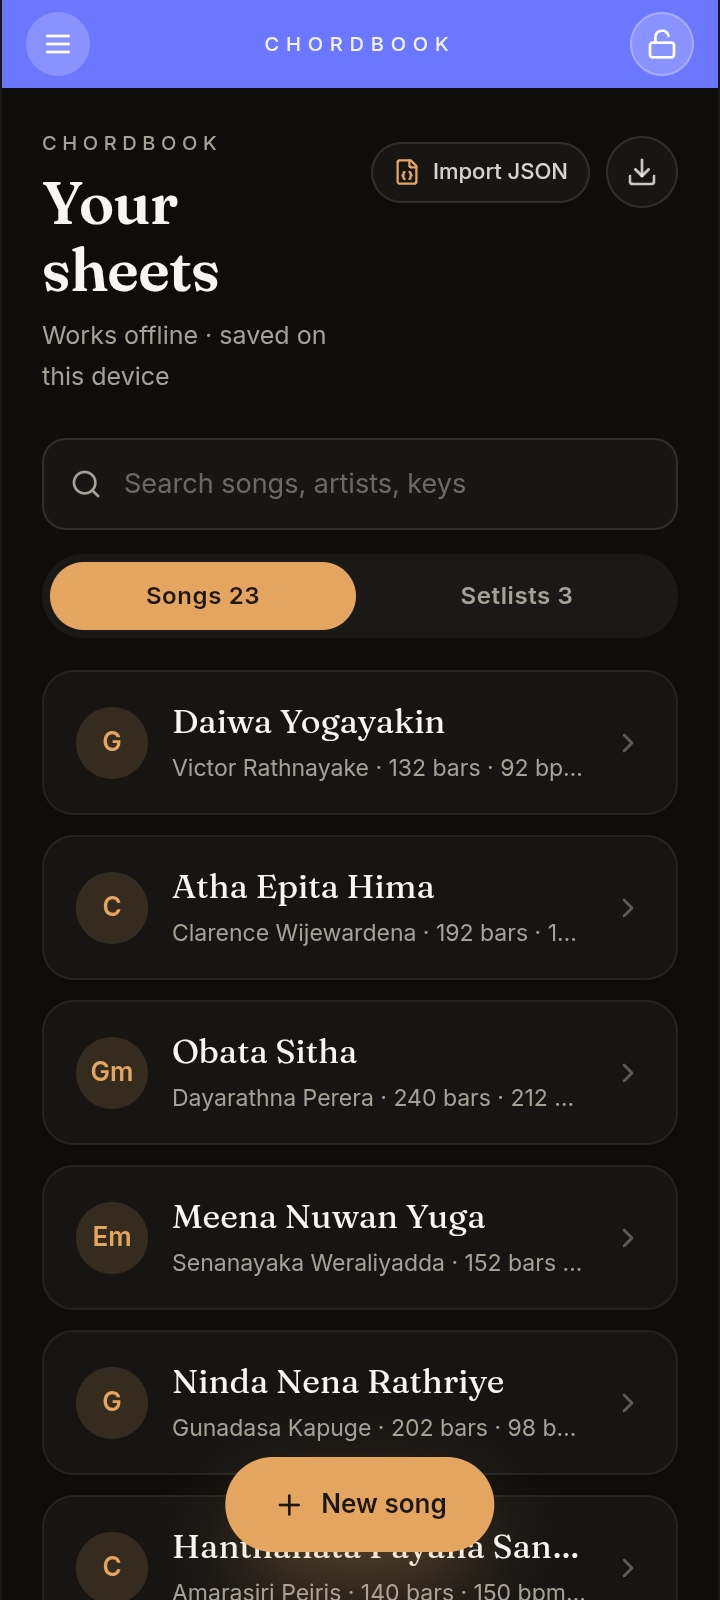 CHORDBOOK
CHORDBOOK
Your
sheets
Import JSON
Works offline · saved on
this device
Search songs, artists, keys
Songs 23
Setlists 3
G
Daiwa Yogayakin
Victor Rathnayake · 132 bars · 92 bp...
C
Atha Epita Hima
Clarence Wijewardena · 192 bars · 1...
Gm
Obata Sitha
Dayarathna Perera · 240 bars · 212 ...
Em
Meena Nuwan Yuga
Senanayaka Weraliyadda · 152 bars ...
G
Ninda Nena Rathriye
Gunadasa Kapuge · 202 bars · 98 b...
New song
C
San...
Amarasiri Peiris · 140 bars · 150 bpm...